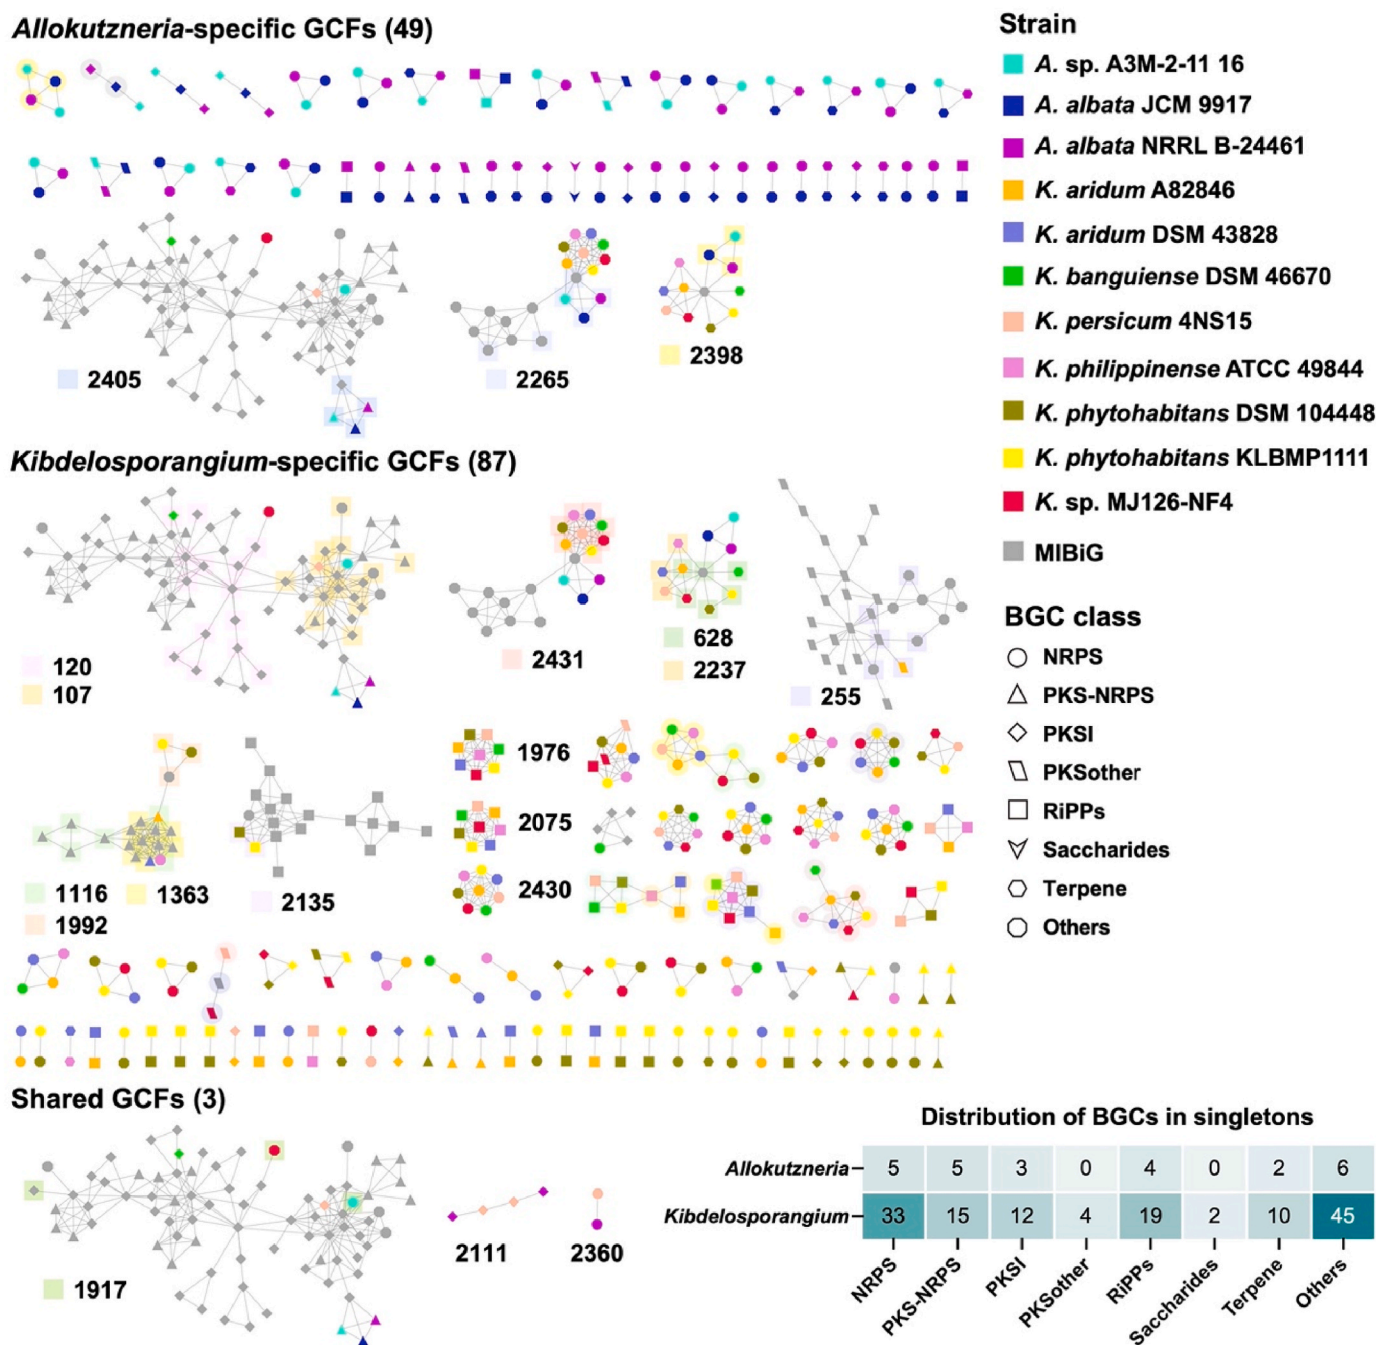 Allokutzneria-specific GCFs (49)
2405
2265
2398
Strain
A. sp. A3M-2-11 16
A. albata JCM 9917
A. albata NRRL B-24461
K. aridum A82846
K. aridum DSM 43828
K. banguiense DSM 46670
K. persicum 4NS15
K. philippinense ATCC 49844
K. phytohabitans DSM 104448
K. phytohabitans KLBMP1111
K. sp. MJ126-NF4
MIBiG
BGC class
NRPS
PKS-NRPS
PKSI
PKSother
RiPPs
Saccharides
Terpene
Others
Kibdelosporangium-specific GCFs (87)
120
107
2431
628
2237
255
1116
1363
1992
2135
1976
2075
2430
Shared GCFs (3)
1917
2111
2360
Distribution of BGCs in singletons
Allokutzneria 5 5 3 0 4 0 2 6
Kibdelosporangium 33 15 12 4 19 2 10 45
NRPS
PKS-NRPS
PKSI
PKSother
RiPPs
Saccharides
Terpene
Others